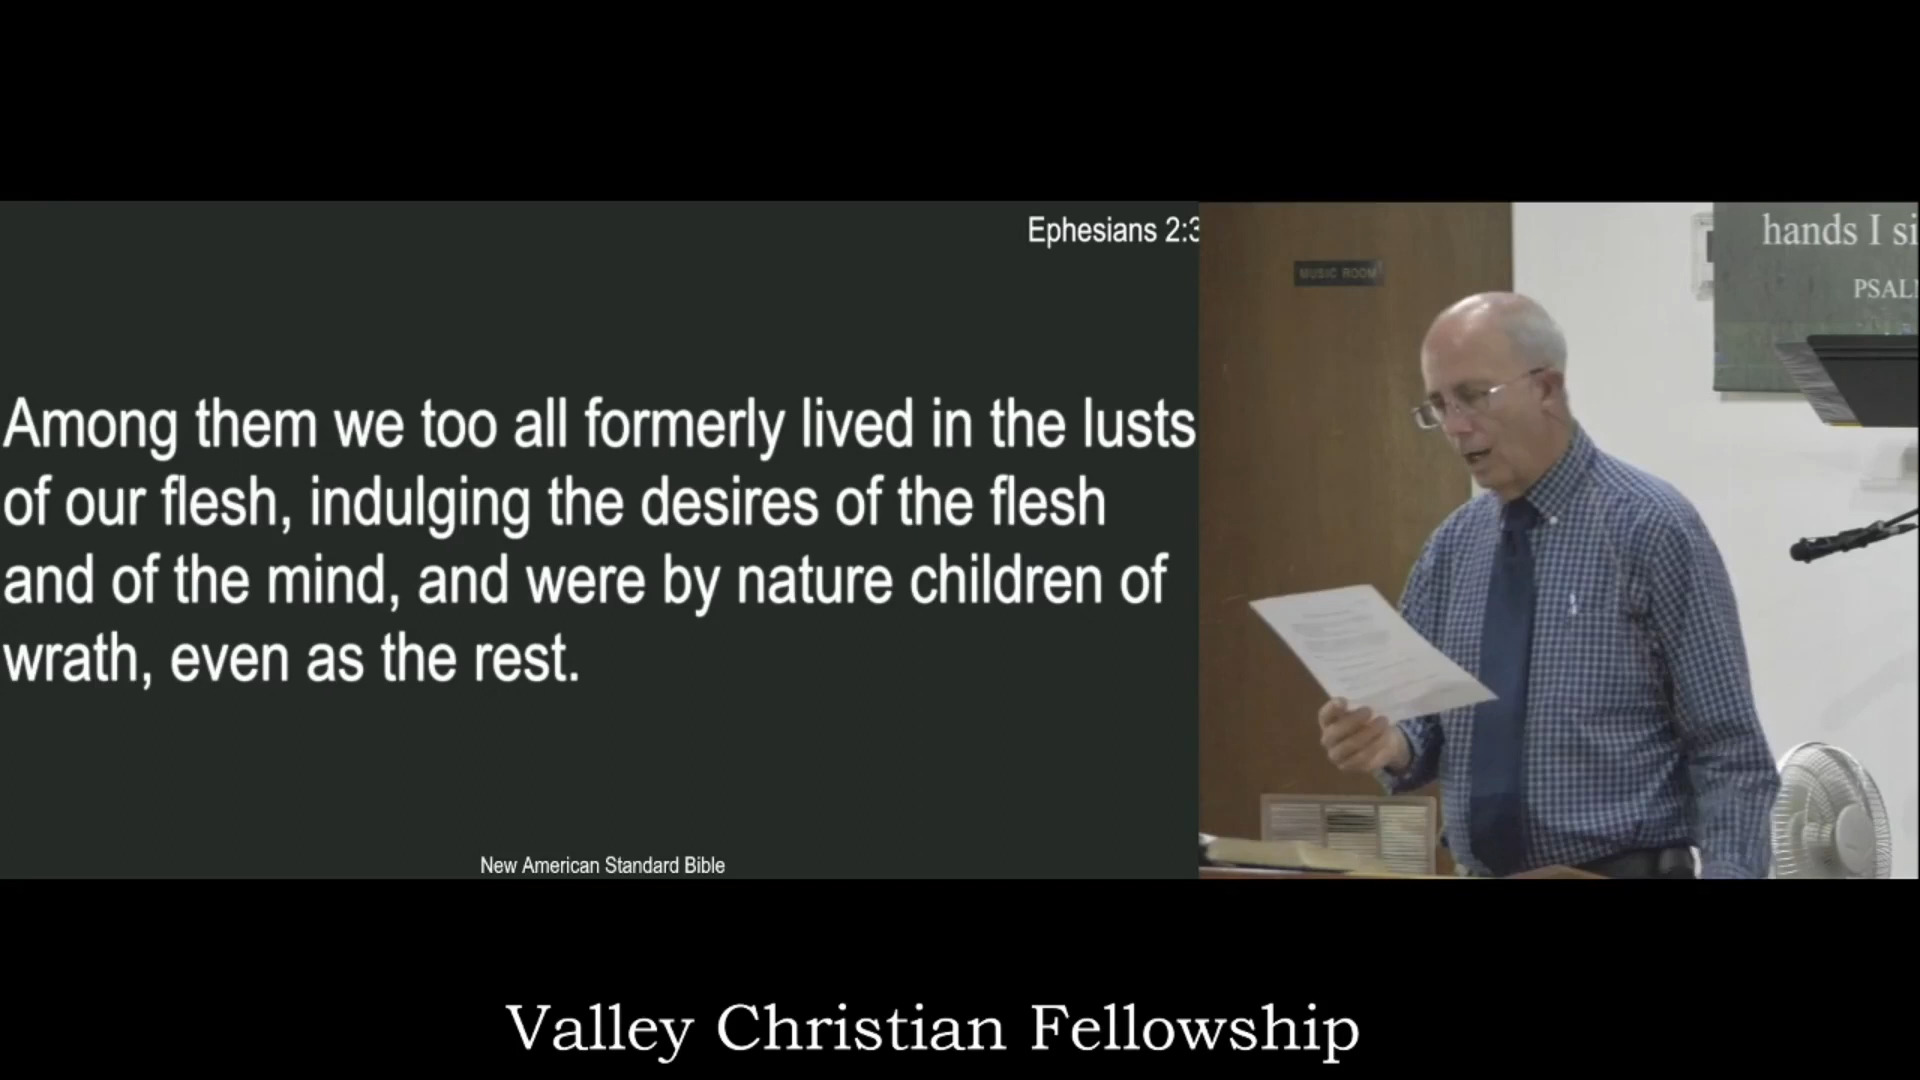 Ephesians 2:3
Among them we too all formerly lived in the lusts
of our flesh, indulging the desires of the flesh
and of the mind, and were by nature children of
wrath, even as the rest.
New American Standard Bible
MUSIC ROOM
hands I
Valley Christian Fellowship